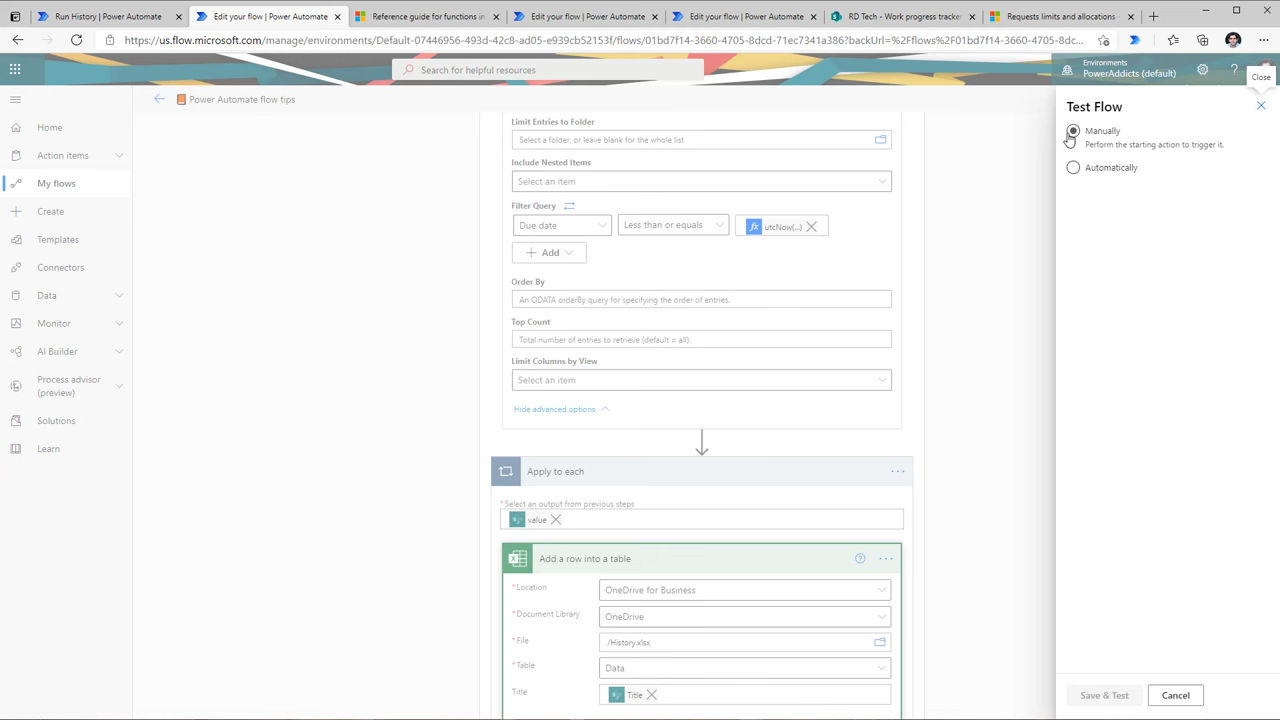 Run History | Power Automate
Edit your flow | Power Automate
Reference guide for functions in
Edit your flow | Power Automate
Edit your flow | Power Automate
RD Tech - Work progress tracker
Requests limits and allocations -
https://us.flow.microsoft.com/manage/environments/Default-07446956-493d-42c8-ad05-e939cb52153f/flows/01bd7f14-3660-4705-8dcd-71ec7341a386?backUrl=%2Fflows%2F01bd7f14-3660-4705-8dc...
Search for helpful resources
Environments
PowerAddicts (default)
Close
Power Automate flow tips
Home
Action items
My flows
Create
Templates
Connectors
Data
Monitor
AI Builder
Process advisor
(preview)
Solutions
Learn
Limit Entries to Folder
Select a folder, or leave blank for the whole list
Include Nested Items
Select an item
Filter Query
Due date
Less than or equals
fx utcNow(...)
Add
Order By
An ODATA orderBy query for specifying the order of entries.
Top Count
Total number of entries to retrieve (default = all).
Limit Columns by View
Select an item
Hide advanced options
Apply to each
* Select an output from previous steps
value
Add a row into a table
* Location
OneDrive for Business
* Document Library
OneDrive
* File
/History.xlsx
* Table
Data
Title
Title
Test Flow
Manually
Perform the starting action to trigger it.
Automatically
Save & Test
Cancel